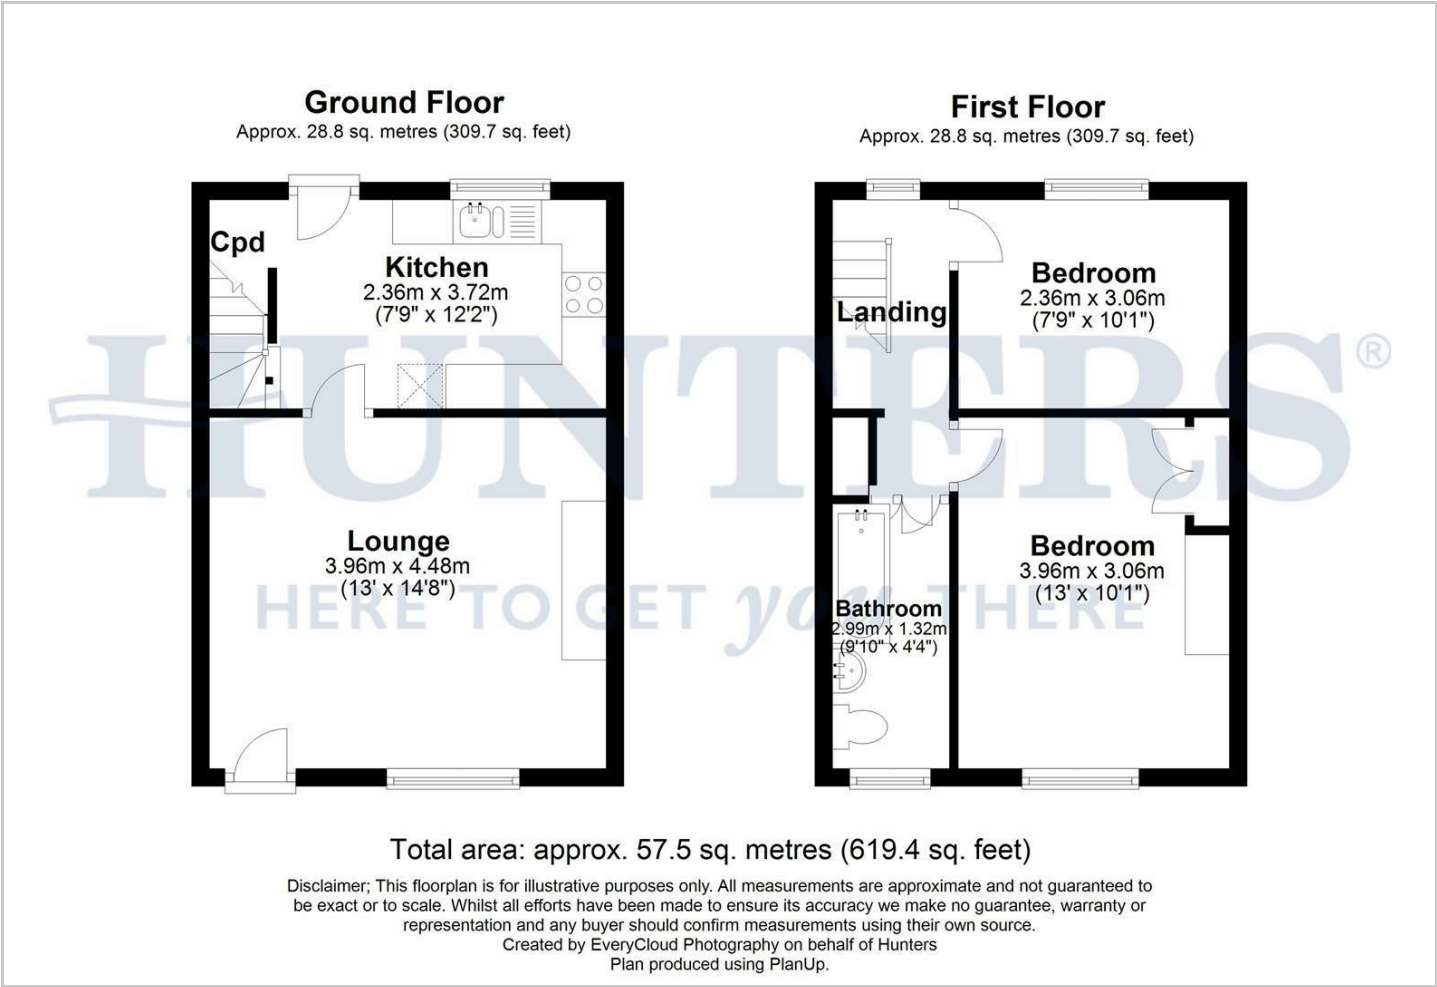 Ground Floor
Approx. 28.8 sq. metres (309.7 sq. feet)
Cpd
Kitchen
2.36m x 3.72m
(7'9" x 12'2")
Lounge
3.96m x 4.48m
(13' x 14'8")
First Floor
Approx. 28.8 sq. metres (309.7 sq. feet)
Landing
Bedroom
2.36m x 3.06m
(7'9" x 10'1")
Bedroom
3.96m x 3.06m
(13' x 10'1")
Bathroom
2.99m x 1.32m
(9'10" x 4'4")
HUNTERS®
HERE TO GET you THERE
Total area: approx. 57.5 sq. metres (619.4 sq. feet)
Disclaimer; This floorplan is for illustrative purposes only. All measurements are approximate and not guaranteed to
be exact or to scale. Whilst all efforts have been made to ensure its accuracy we make no guarantee, warranty or
representation and any buyer should confirm measurements using their own source.
Created by EveryCloud Photography on behalf of Hunters
Plan produced using PlanUp.